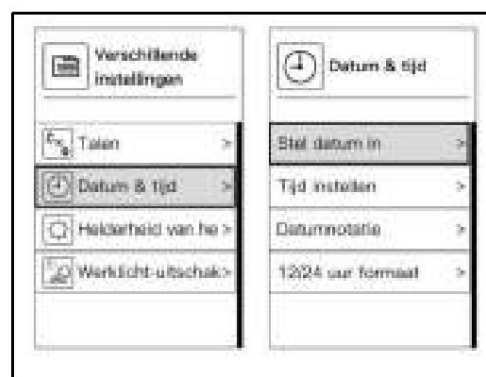 Verschillende
instellingen
Talen >
Datum & tijd >
Helderheid van he >
Werklicht-uitschak >
Datum & tijd
Stel datum in >
Tijd instellen >
Datumnotatie >
12/24 uur formaat >